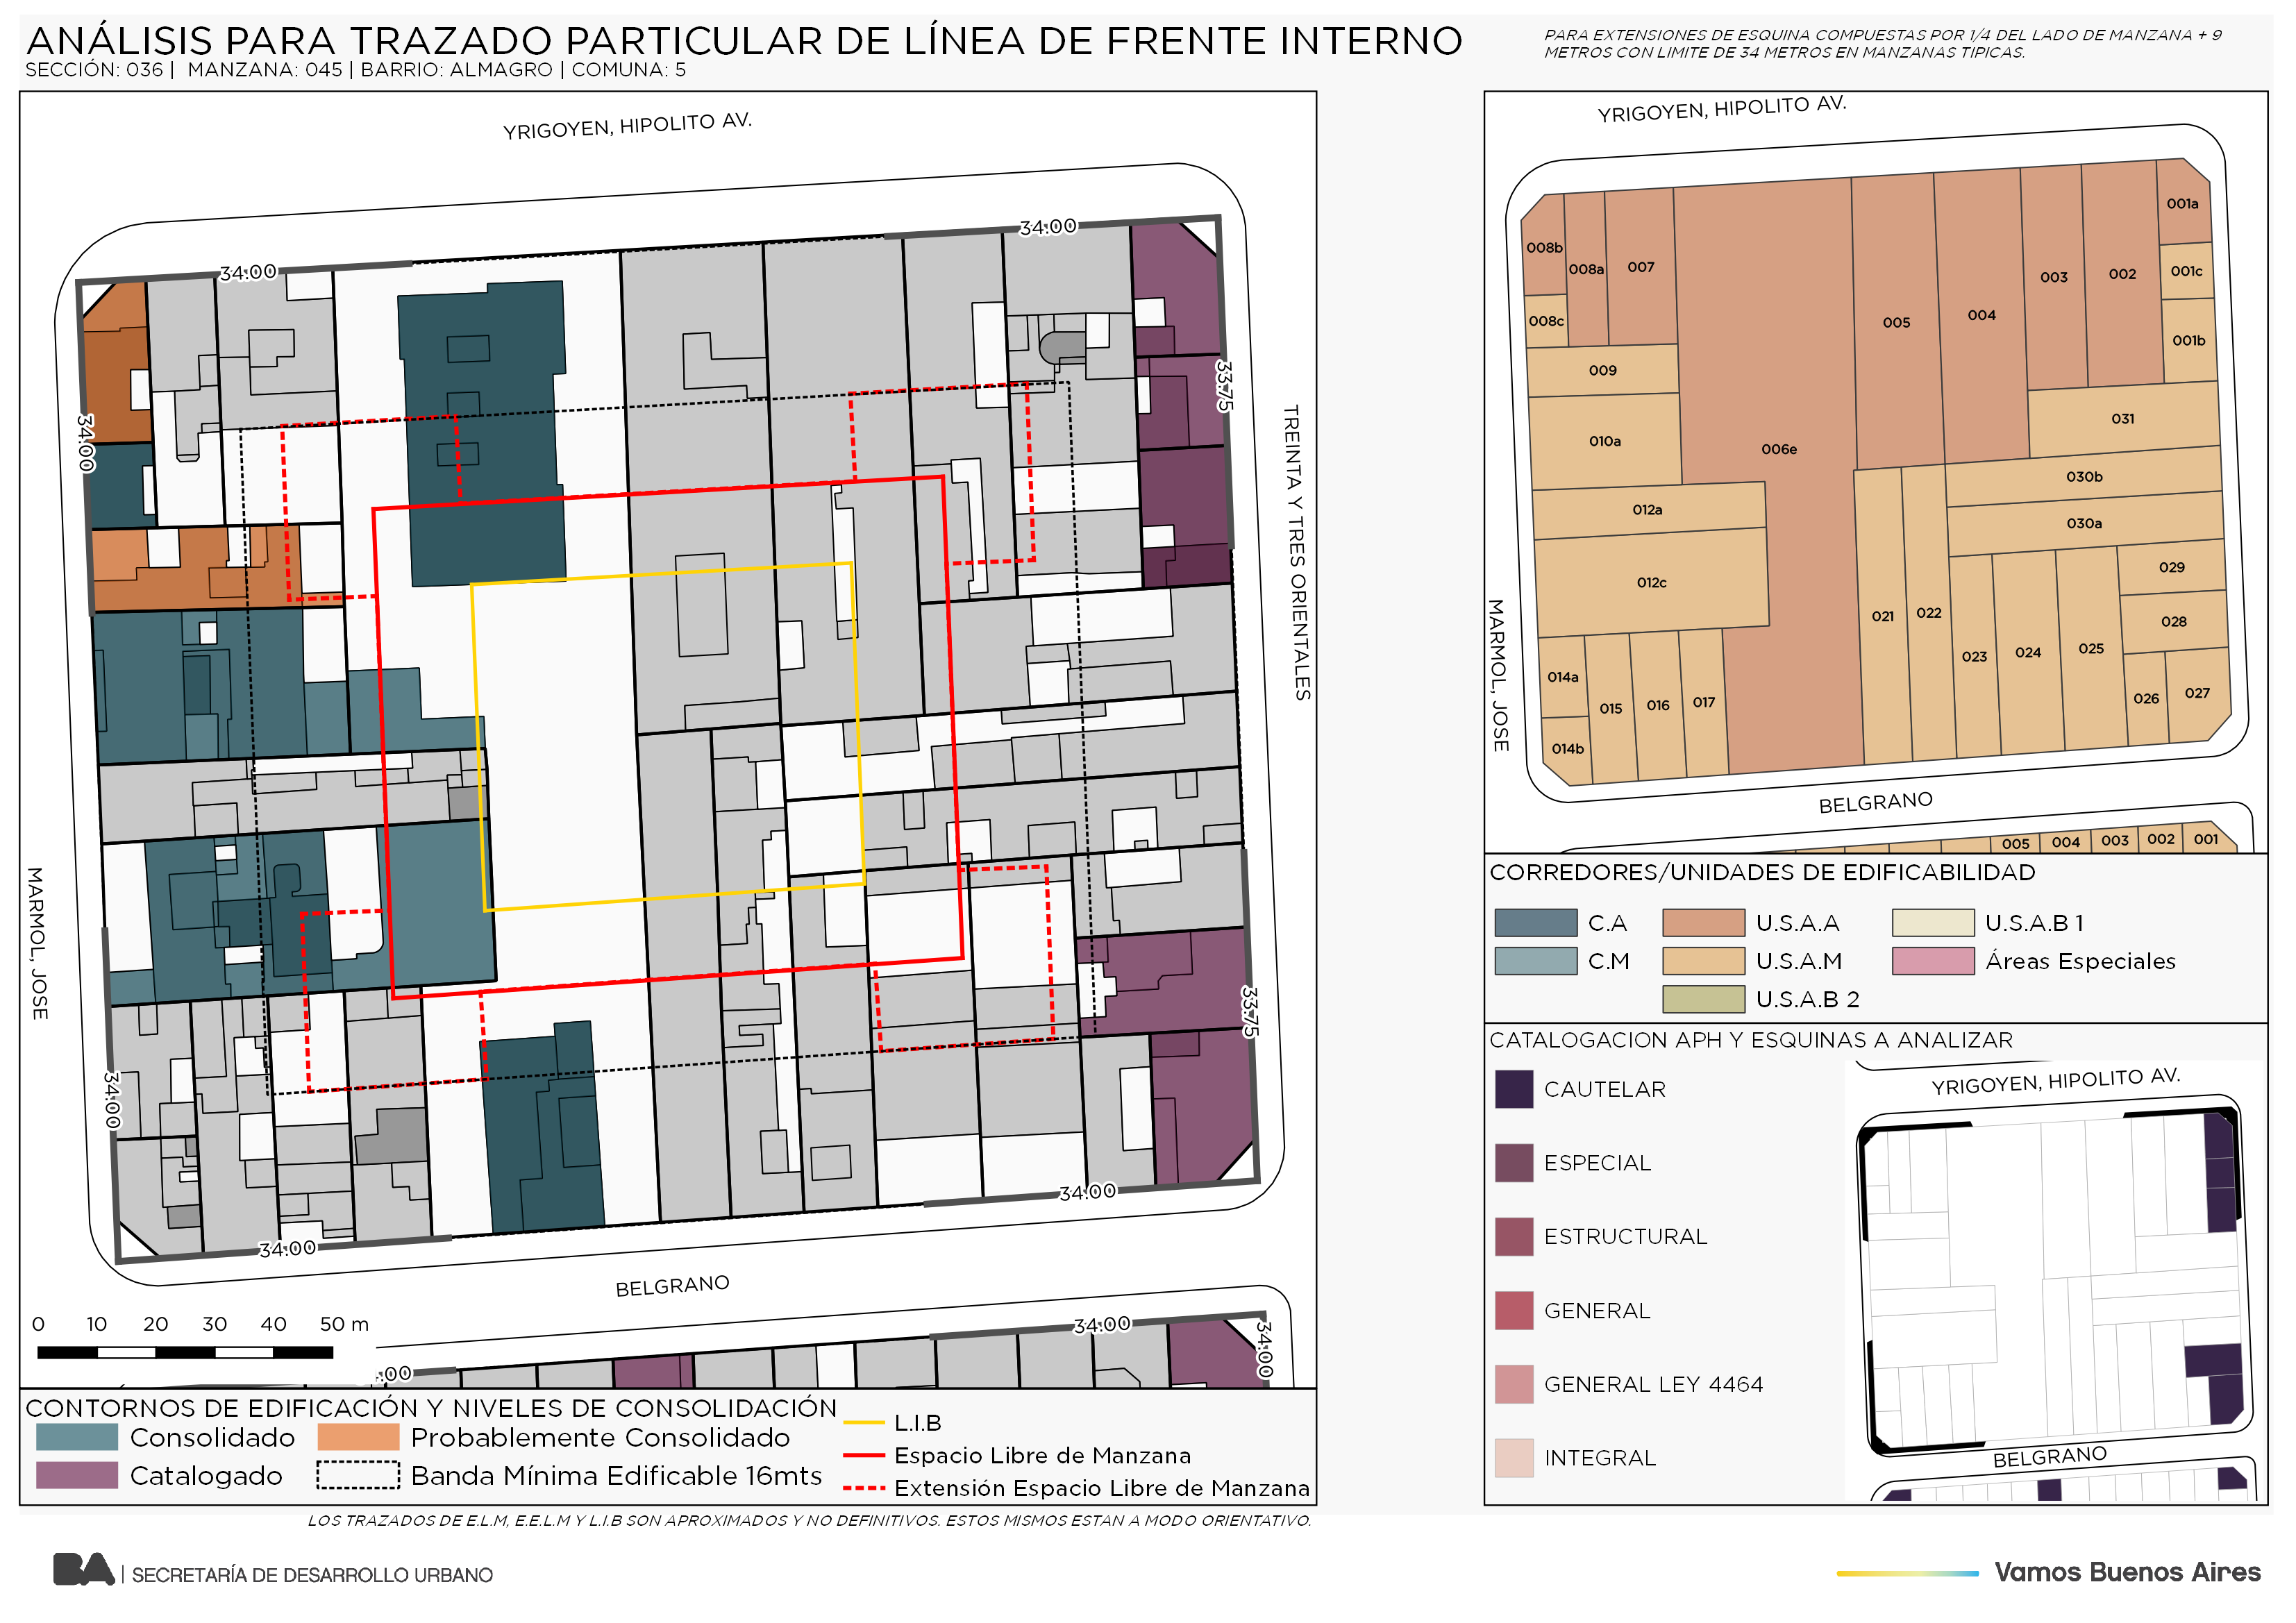 ANÁLISIS PARA TRAZADO PARTICULAR DE LÍNEA DE FRENTE INTERNO
SECCIÓN: 036 | MANZANA: 045 | BARRIO: ALMAGRO | COMUNA: 5
PARA EXTENSIONES DE ESQUINA COMPUESTAS POR 1/4 DEL LADO DE MANZANA + 9
METROS CON LIMITE DE 34 METROS EN MANZANAS TIPICAS.
YRIGOYEN, HIPOLITO AV.
34:00
34:00
34:00
33:75
TREINTA Y TRES ORIENTALES
MARMOL, JOSE
34:00
33:75
34:00
34:00
BELGRANO
0 10 20 30 40 50 m
:00
34:00
34:00
CONTORNOS DE EDIFICACIÓN Y NIVELES DE CONSOLIDACIÓN
Consolidado
Probablemente Consolidado
Catalogado
Banda Mínima Edificable 16mts
L.I.B
Espacio Libre de Manzana
Extensión Espacio Libre de Manzana
LOS TRAZADOS DE E.L.M, E.E.L.M Y L.I.B SON APROXIMADOS Y NO DEFINITIVOS. ESTOS MISMOS ESTAN A MODO ORIENTATIVO.
YRIGOYEN, HIPOLITO AV.
008b
008a
007
008c
009
010a
006e
005
004
003
002
001a
001c
001b
031
030b
030a
012a
012c
021
022
023
024
025
029
028
026
027
014a
014b
015
016
017
MARMOL, JOSE
BELGRANO
005
004
003
002
001
CORREDORES/UNIDADES DE EDIFICABILIDAD
C.A
U.S.A.A
U.S.A.B 1
C.M
U.S.A.M
Áreas Especiales
U.S.A.B 2
CATALOGACION APH Y ESQUINAS A ANALIZAR
CAUTELAR
ESPECIAL
ESTRUCTURAL
GENERAL
GENERAL LEY 4464
INTEGRAL
YRIGOYEN, HIPOLITO AV.
BELGRANO
BA | SECRETARÍA DE DESARROLLO URBANO
Vamos Buenos Aires